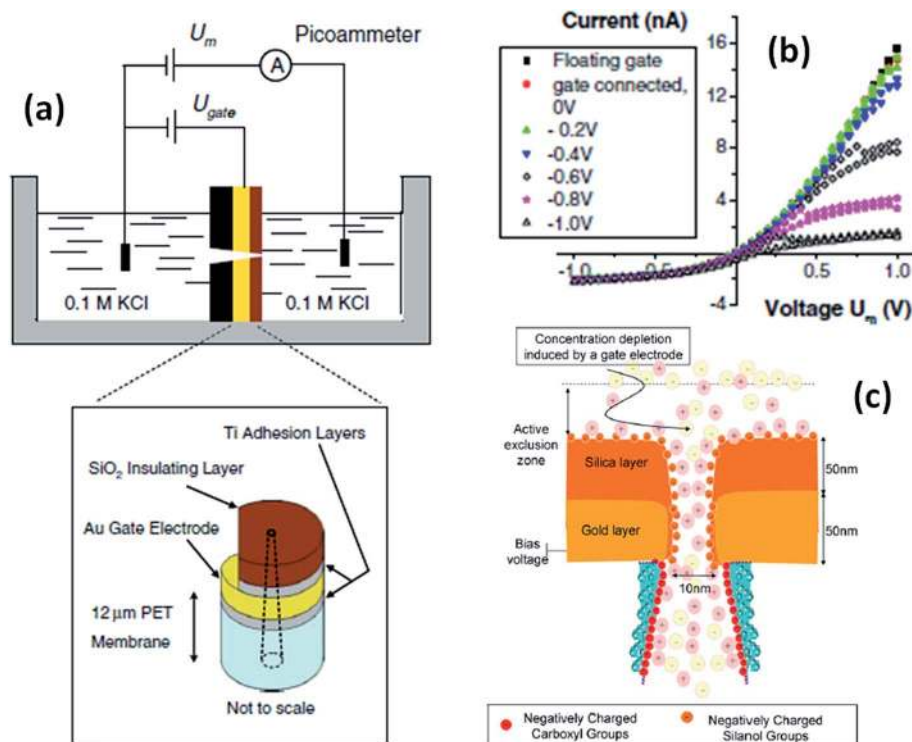 (a)
U_m
Picoammeter
A
U_gate
0.1 M KCl
0.1 M KCl
Ti Adhesion Layers
SiO₂ Insulating Layer
Au Gate Electrode
12 µm PET
Membrane
Not to scale
(b)
Current (nA)
Floating gate
gate connected,
0V
- 0.2V
-0.4V
-0.6V
-0.8V
-1.0V
16
12
8
4
-4
-1.0
-0.5
0.5
1.0
Voltage U_m (V)
(c)
Concentration depletion
induced by a gate electrode
Active
exclusion
zone
Silica layer
50nm
Gold layer
50nm
Bias
voltage
10nm
Negatively Charged
Carboxyl Groups
Negatively Charged
Silanol Groups